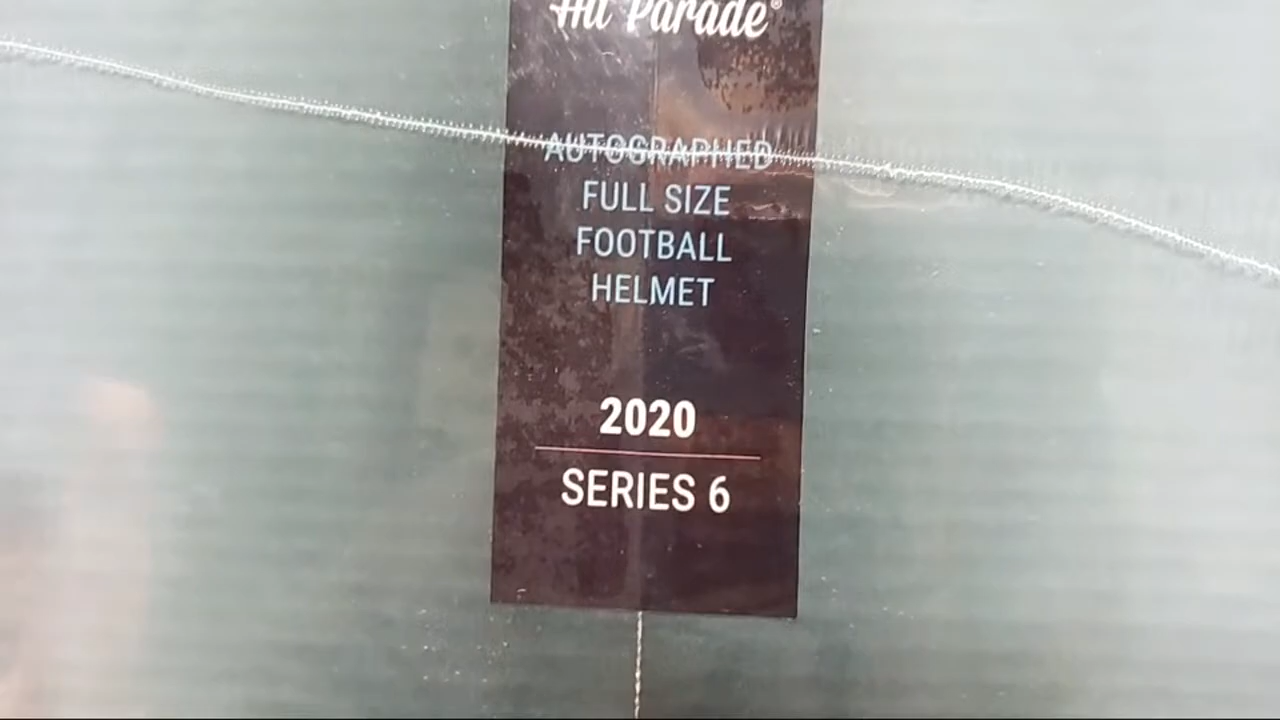 Hit Parade®
AUTOGRAPHED
FULL SIZE
FOOTBALL
HELMET
2020
SERIES 6